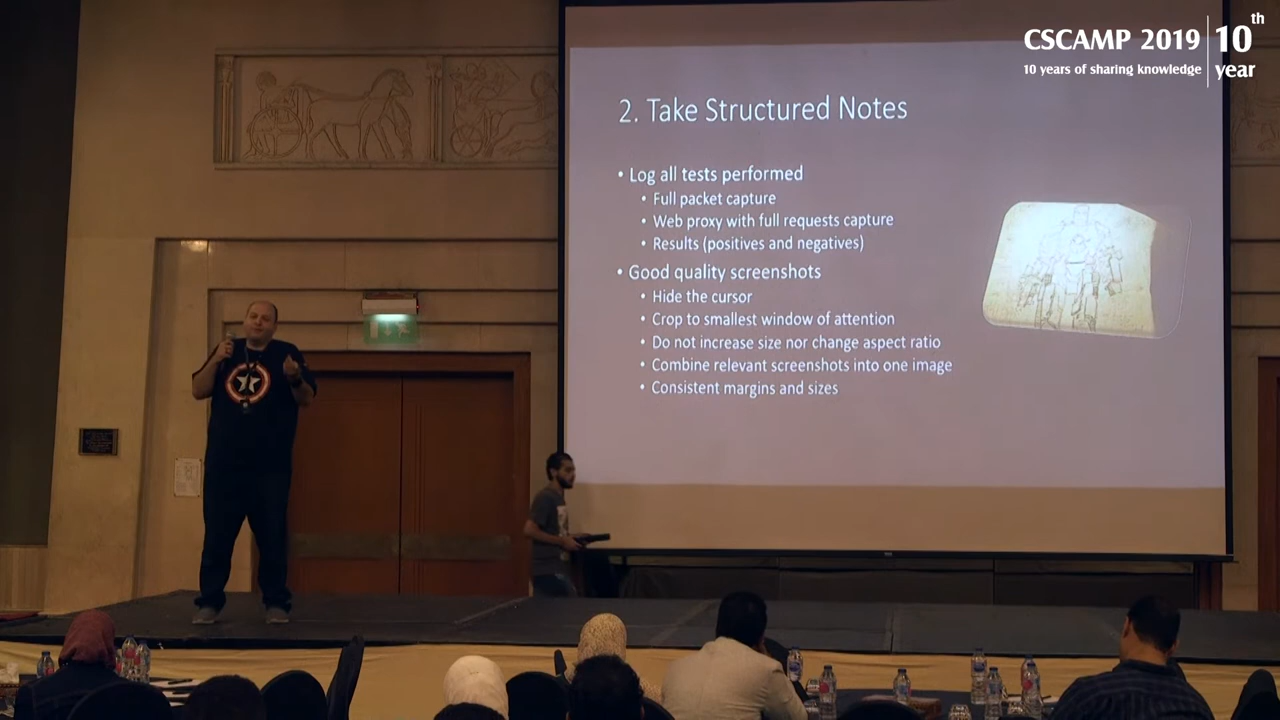 CSCAMP 2019
10 years of sharing knowledge
10th
year
2. Take Structured Notes
• Log all tests performed
• Full packet capture
• Web proxy with full requests capture
• Results (positives and negatives)
• Good quality screenshots
• Hide the cursor
• Crop to smallest window of attention
• Do not increase size nor change aspect ratio
• Combine relevant screenshots into one image
• Consistent margins and sizes